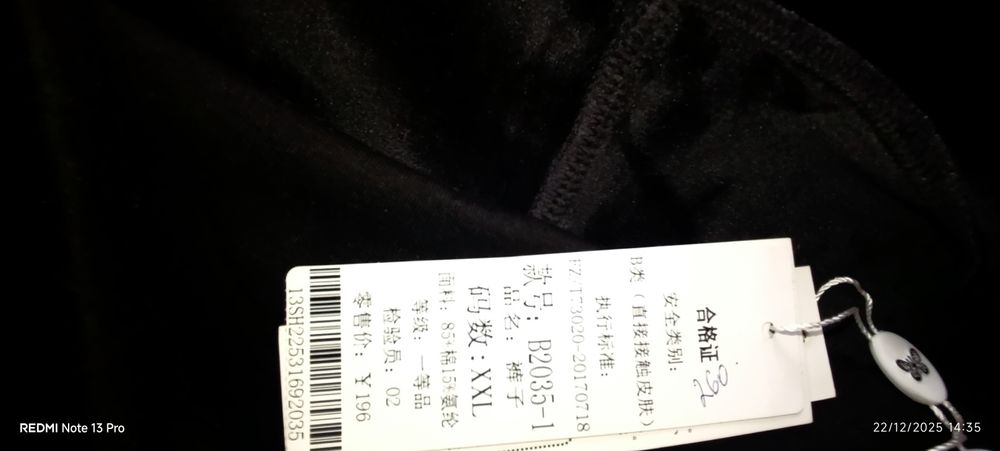 合格证 32
安全类别:
B类(直接接触皮肤)
执行标准:
FZ/T73020-20170718
款号: B2035-1
品名: 裤子
码数: XXL
面料: 85%棉15%氨纶
等级: 一等品
检验员: 02
零售价: ¥196
13SH22531692035
REDMI Note 13 Pro
22/12/2025 14:35